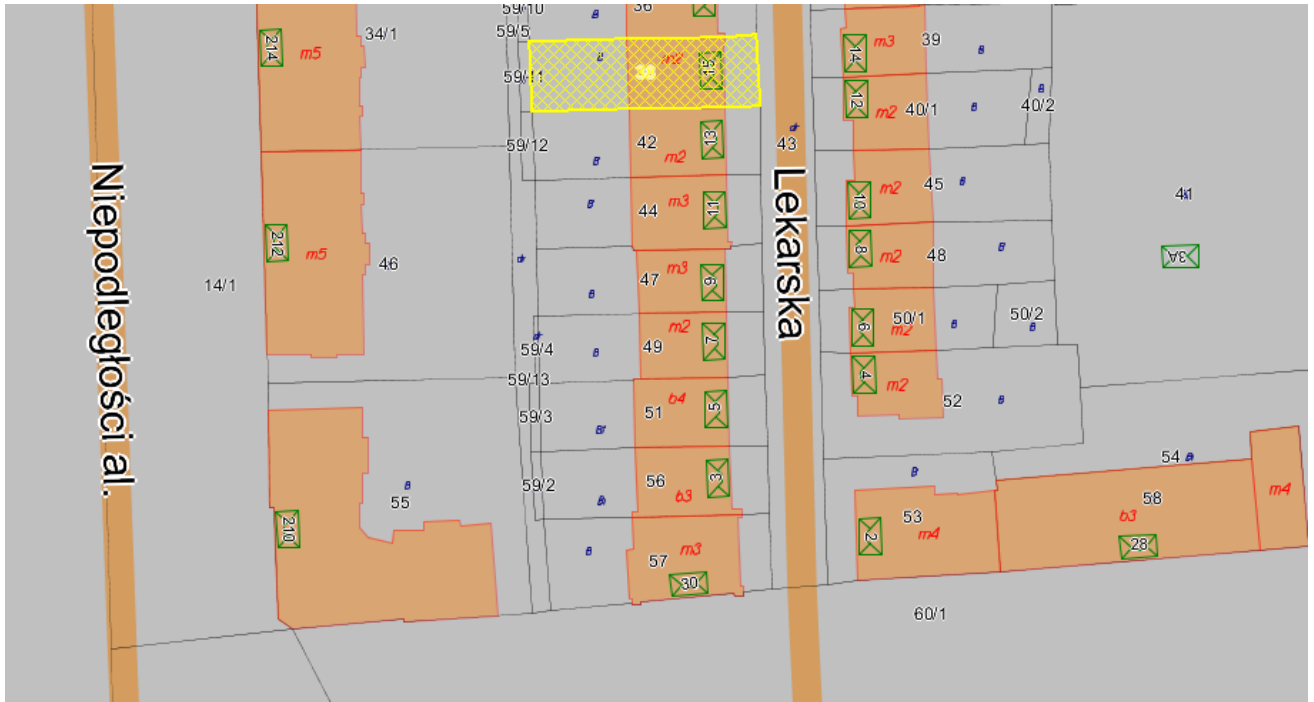 59/10
36
214
m5
34/1
59/5
m2
15
m3
39
14
59/11
38
12
m2
40/1
40/2
59/12
42
m2
13
43
Niepodległości al.
Lekarska
44
m3
11
10
m2
45
41
212
m5
46
14/1
47
m3
9
8
m2
48
3A
59/4
49
m2
7
6
m2
50/1
50/2
59/13
4
m2
52
59/3
51
b4
5
59/2
56
b3
3
55
54
58
b3
28
m4
210
53
m4
2
57
m3
30
60/1